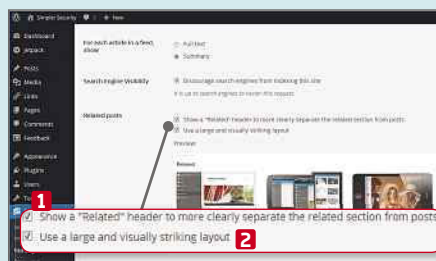 Simpler Security 0 + New
Dashboard
Jetpack
Posts
Media
Links
Pages
Comments
Feedback
Appearance
Plugins
Users
For each article in a feed, show
Full text
Summary
Search Engine Visibility
Discourage search engines from indexing this site
It is up to search engines to honor this request.
Related posts
Show a "Related" header to more clearly separate the related section from posts
Use a large and visually striking layout
Preview:
Related
1
Show a "Related" header to more clearly separate the related section from posts
Use a large and visually striking layout 2